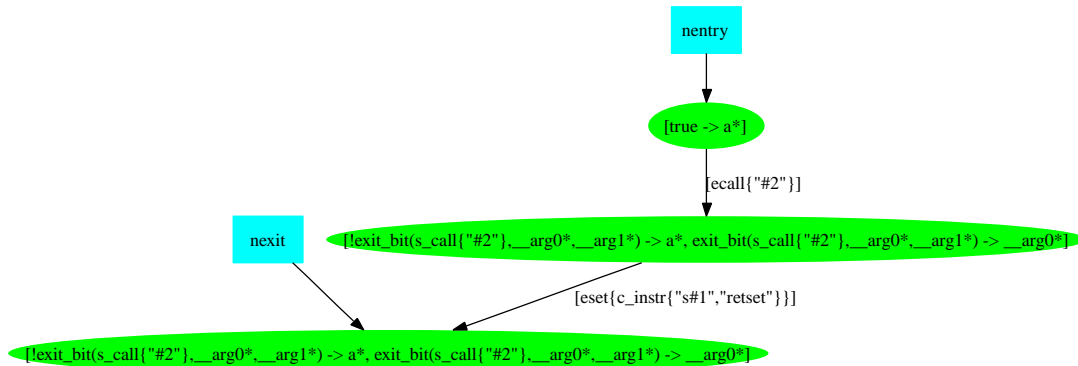 nentry
[true -> a*]
[ecall{"#2"}]
nexit
[!exit_bit(s_call{"#2"},__arg0*,__arg1*) -> a*, exit_bit(s_call{"#2"},__arg0*,__arg1*) -> __arg0*]
[eset{c_instr{"s#1","retset"}}]
[!exit_bit(s_call{"#2"},__arg0*,__arg1*) -> a*, exit_bit(s_call{"#2"},__arg0*,__arg1*) -> __arg0*]